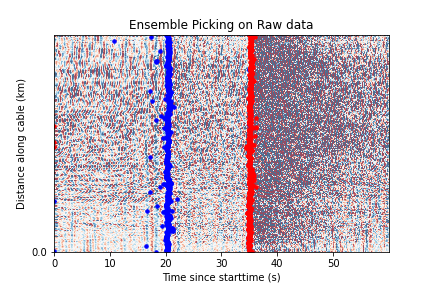 Ensemble Picking on Raw data
Distance along cable (km)
0.0
0 10 20 30 40 50
Time since starttime (s)